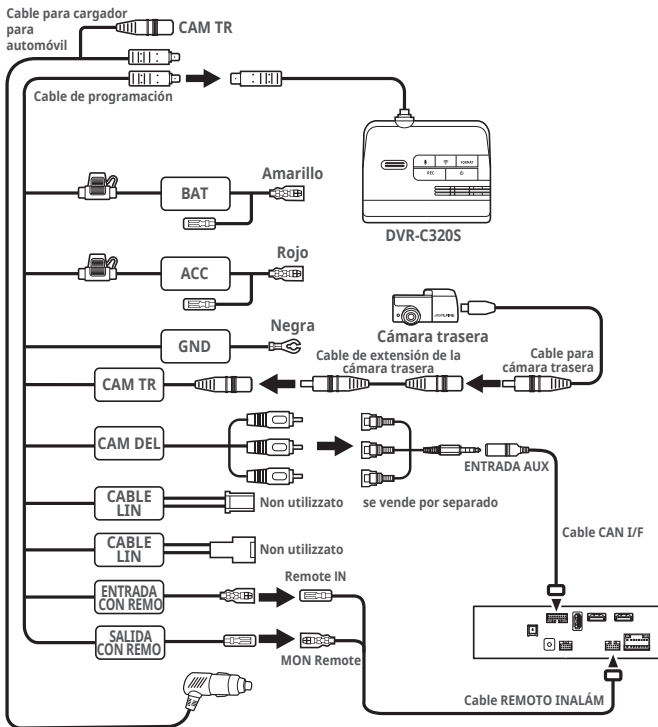 Cable para cargador
para
automóvil
CAM TR
Cable de programación
FORMAT
REC
DVR-C320S
BAT
Amarillo
ACC
Rojo
GND
Negra
Cámara trasera
CAM TR
Cable de extensión de la
cámara trasera
Cable para
cámara trasera
CAM DEL
ENTRADA AUX
se vende por separado
CABLE
LIN
Non utilizzato
CABLE
LIN
Non utilizzato
Cable CAN I/F
ENTRADA
CON REMO
Remote IN
SALIDA
CON REMO
MON Remote
Cable REMOTO INALÁM